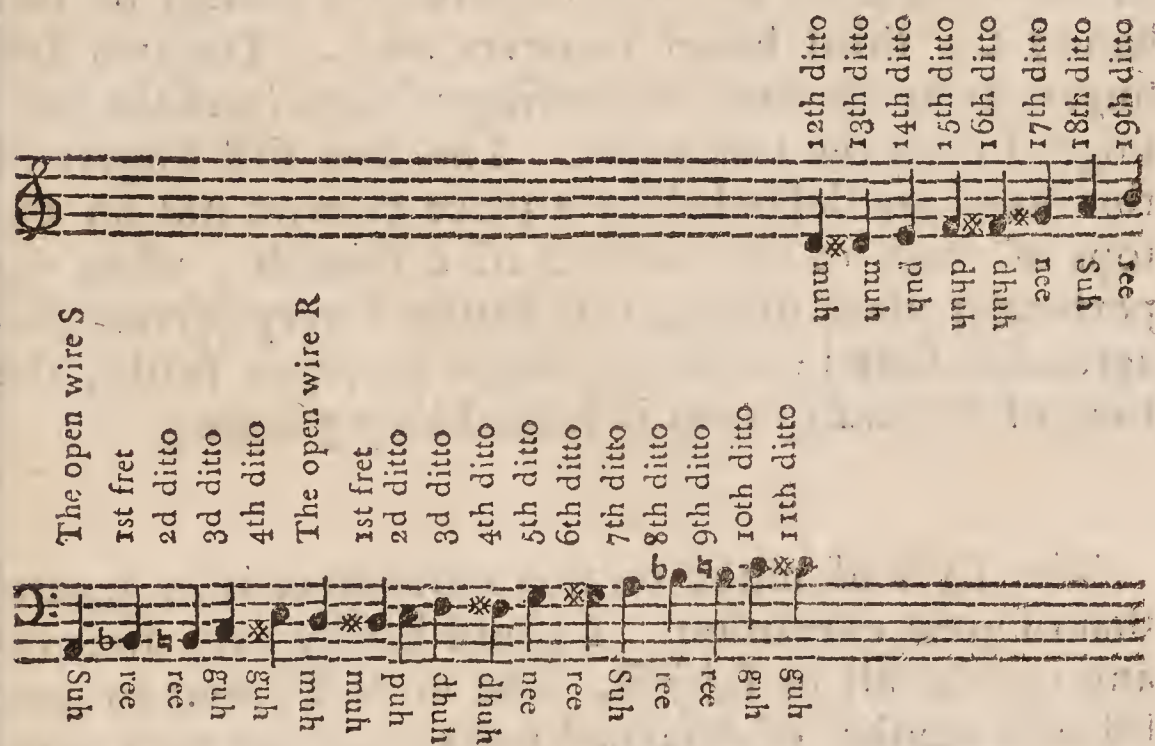 The open wire S
1st fret
2d ditto
3d ditto
4th ditto
The open wire R
1st fret
2d ditto
3d ditto
4th ditto
5th ditto
6th ditto
7th ditto
8th ditto
9th ditto
10th ditto
11th ditto
Suh
ree
ree
guh
guh
muh
muh
puh
dhuh
dhuh
nee
ree
Suh
ree
ree
guh
guh
12th ditto
13th ditto
14th ditto
15th ditto
16th ditto
17th ditto
18th ditto
19th ditto
muh
muh
puh
dhuh
dhuh
nee
Suh
ree